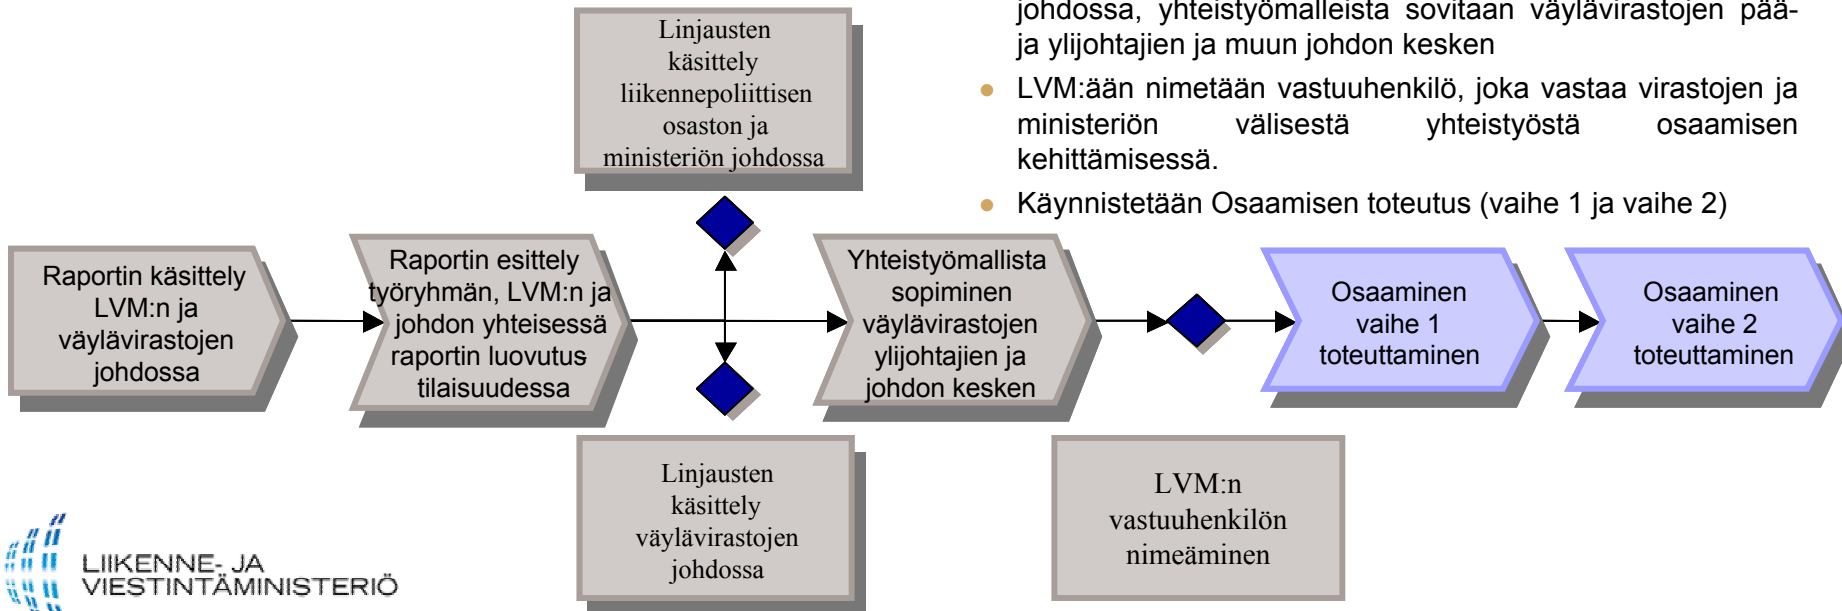 johdossa, yhteistyömalleista sovitaan väylävirastojen pää-
ja ylijohtajien ja muun johdon kesken
LVM:ään nimetään vastuuhenkilö, joka vastaa virastojen ja
ministeriön välisestä yhteistyöstä osaamisen
kehittämisessä.
Käynnistetään Osaamisen toteutus (vaihe 1 ja vaihe 2)
Linjausten
käsittely
liikennepoliittisen
osaston ja
ministeriön johdossa
Raportin käsittely
LVM:n ja
väylävirastojen
johdossa
Raportin esittely
työryhmän, LVM:n ja
johdon yhteisessä
raportin luovutus
tilaisuudessa
Yhteistyömallista
sopiminen
väylävirastojen
ylijohtajien ja
johdon kesken
Osaaminen
vaihe 1
toteuttaminen
Osaaminen
vaihe 2
toteuttaminen
Linjausten
käsittely
väylävirastojen
johdossa
LVM:n
vastuuhenkilön
nimeäminen
LIIKENNE- JA
VIESTINTÄMINISTERIÖ